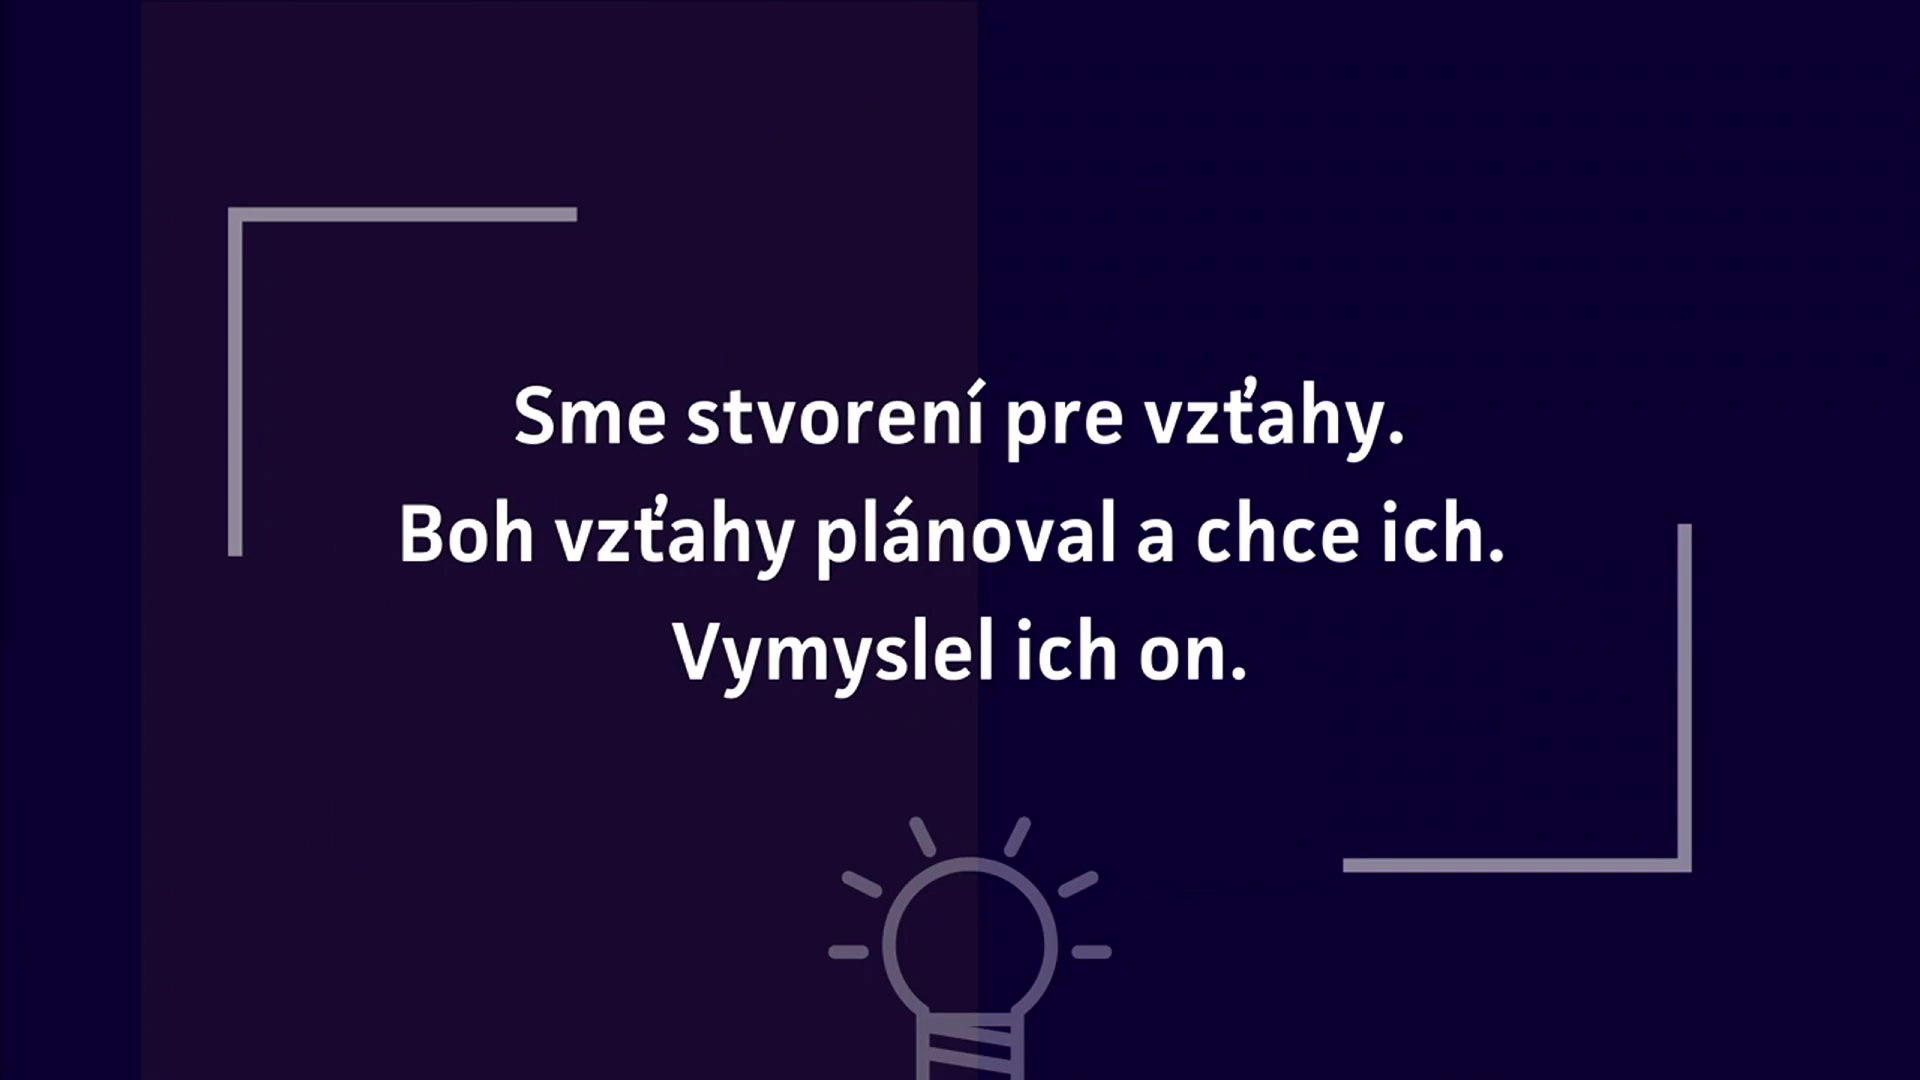 Sme stvorení pre vzťahy.
Boh vzťahy plánoval a chce ich.
Vymyslel ich on.